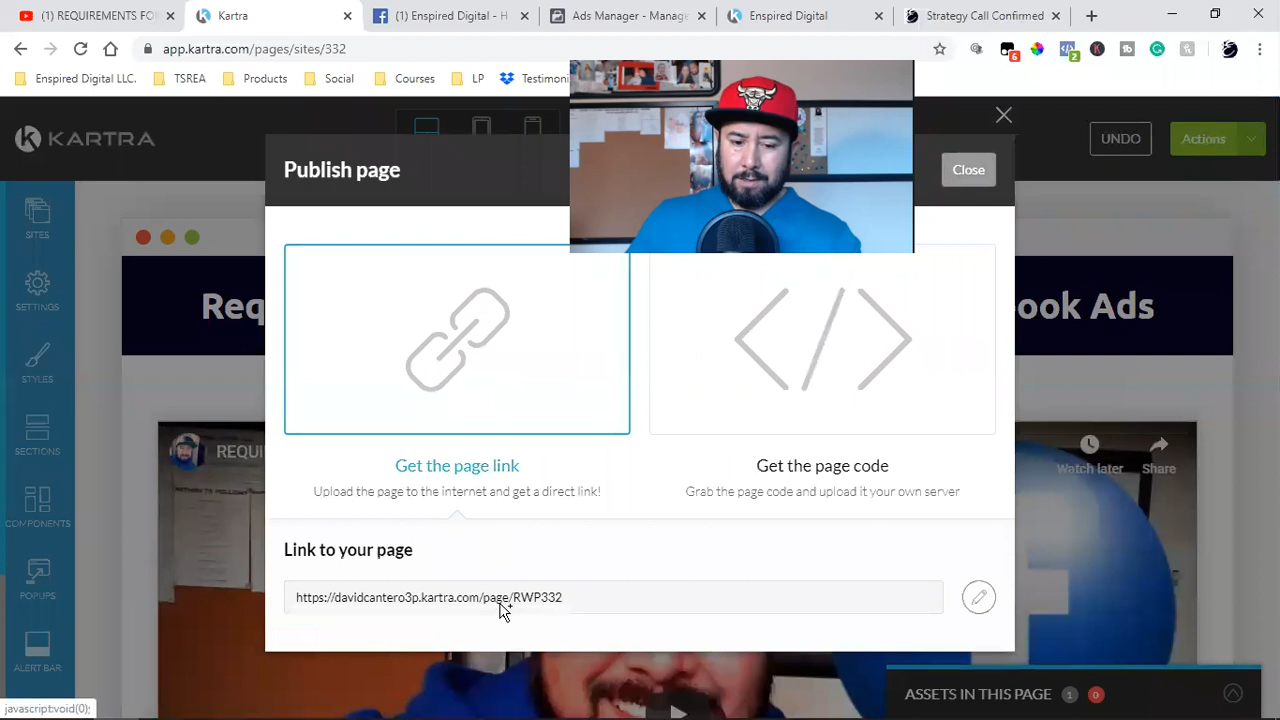 (1) REQUIREMENTS FO
Kartra
(1) Enspired Digital - H
Ads Manager - Manage
Enspired Digital
Strategy Call Confirmed
app.kartra.com/pages/sites/332
6
2
Enspired Digital LLC.
TSREA
Products
Social
Courses
LP
Testimoni
KARTRA
UNDO
Actions
Publish page
Close
SITES
SETTINGS
STYLES
SECTIONS
COMPONENTS
POPUPS
ALERT BAR
Req
ook Ads
REQUI
Watch later
Share
Get the page link
Upload the page to the internet and get a direct link!
Get the page code
Grab the page code and upload it your own server
Link to your page
https://davidcantero3p.kartra.com/page/RWP332
ASSETS IN THIS PAGE 1 0
javascript:void(0);